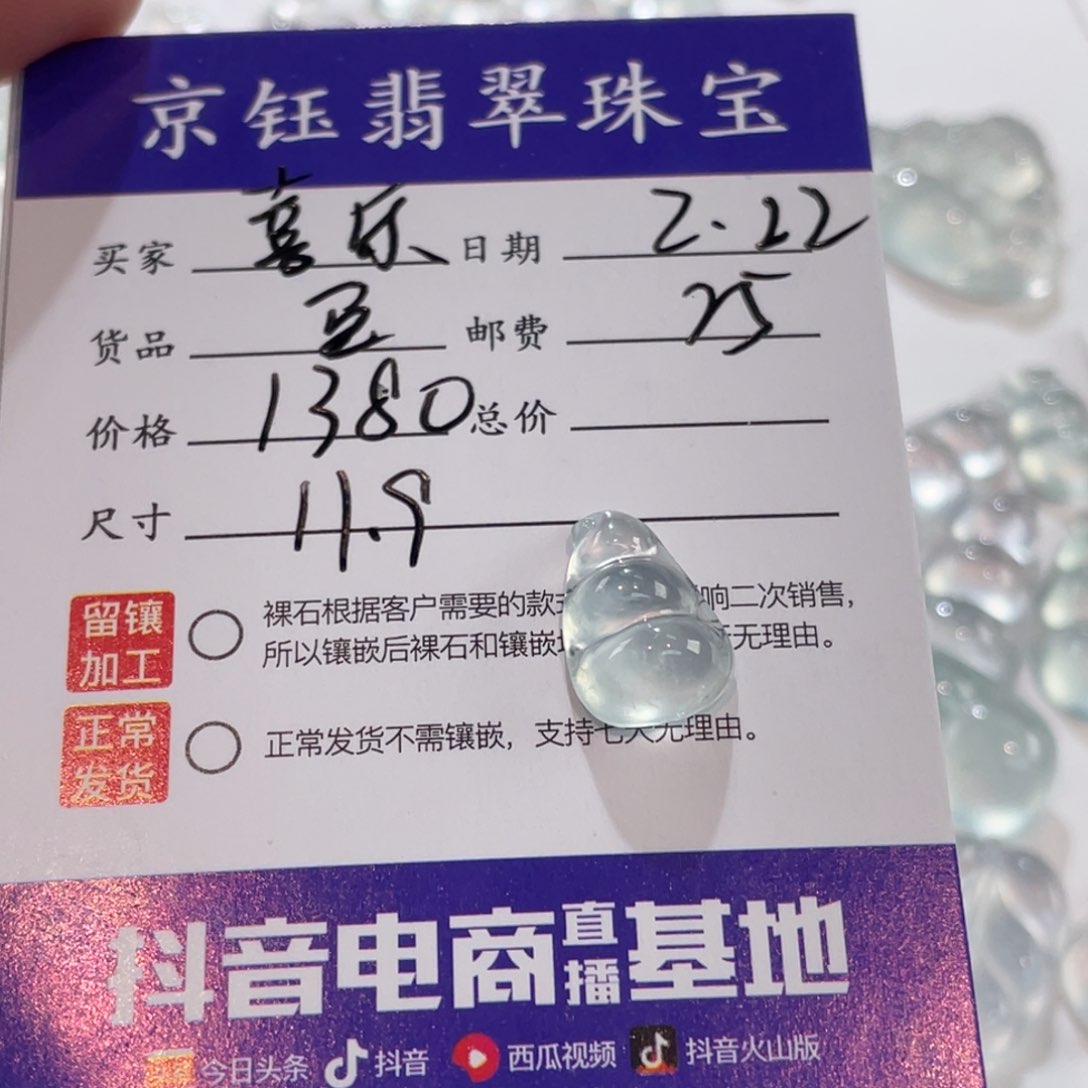 京钰翡翠珠宝
买家 喜乐 日期 2.22
货品 豆 邮费 25
价格 1380 总价
尺寸 11.9
留镶加工 裸石根据客户需要的款 响二次销售，
所以镶嵌后裸石和镶嵌 无理由。
正常发货 正常发货不需镶嵌，支持七天无理由。
抖音电商直播基地
今日头条 抖音 西瓜视频 抖音火山版